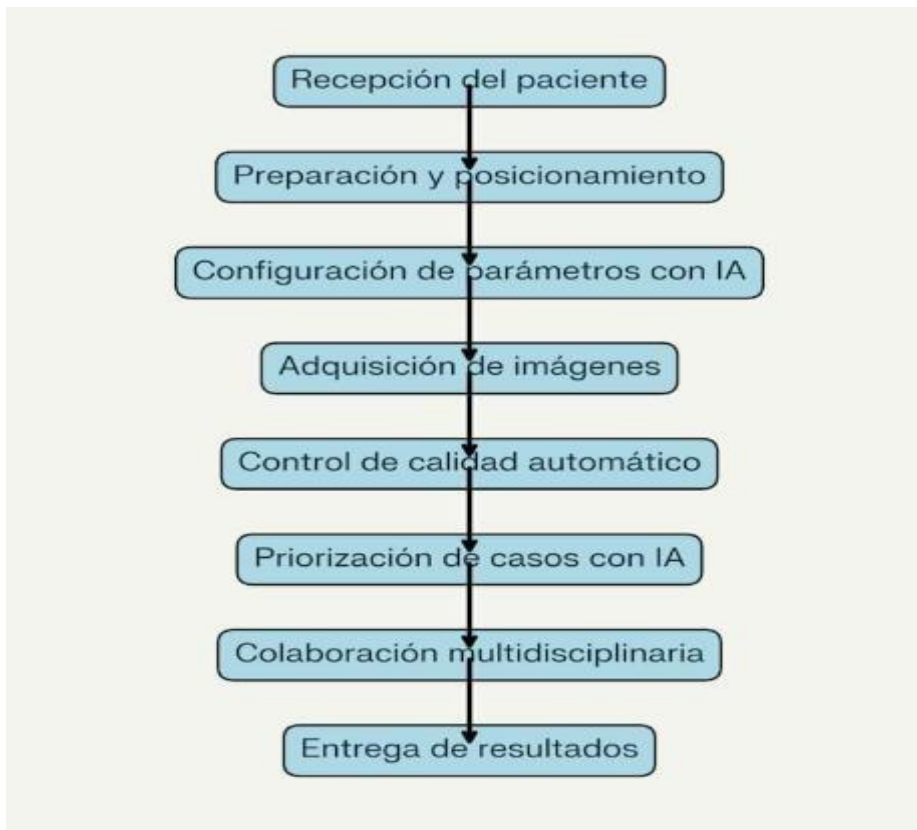 Recepción del paciente
Preparación y posicionamiento
Configuración de parámetros con IA
Adquisición de imágenes
Control de calidad automático
Priorización de casos con IA
Colaboración multidisciplinaria
Entrega de resultados